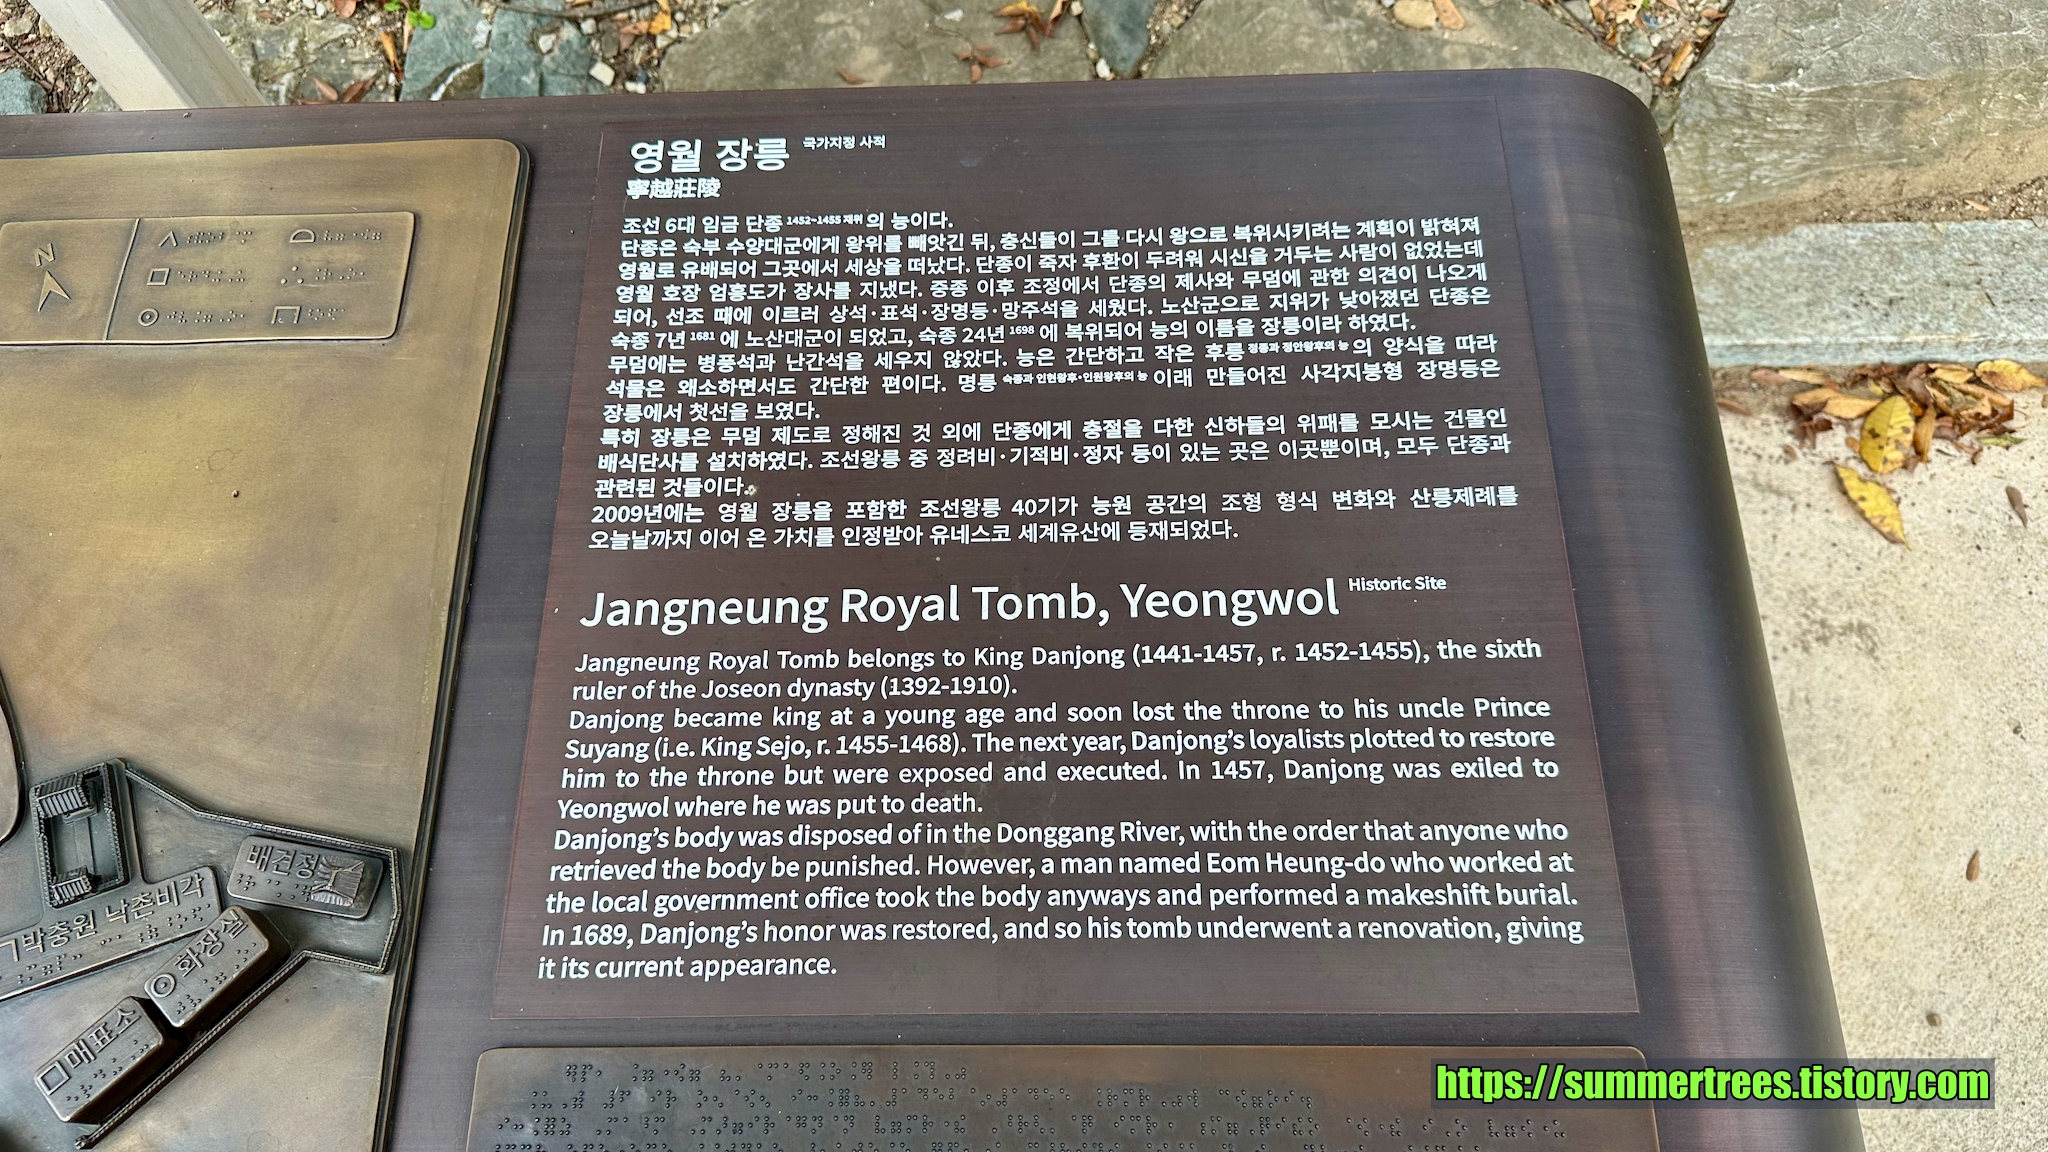 영월 장릉 국가지정 사적
寧越莊陵
조선 6대 임금 단종 1452~1455 재위 의 능이다.
단종은 숙부 수양대군에게 왕위를 빼앗긴 뒤, 충신들이 그를 다시 왕으로 복위시키려는 계획이 밝혀져
영월로 유배되어 그곳에서 세상을 떠났다. 단종이 죽자 후환이 두려워 시신을 거두는 사람이 없었는데
영월 호장 엄흥도가 장사를 지냈다. 중종 이후 조정에서 단종의 제사와 무덤에 관한 의견이 나오게
되어, 선조 때에 이르러 상석·표석·장명등·망주석을 세웠다. 노산군으로 지위가 낮아졌던 단종은
숙종 7년 1681 에 노산대군이 되었고, 숙종 24년 1698 에 복위되어 능의 이름을 장릉이라 하였다.
무덤에는 병풍석과 난간석을 세우지 않았다. 능은 간단하고 작은 후릉 정종과 정안왕후의 능 의 양식을 따라
석물은 왜소하면서도 간단한 편이다. 명릉 숙종과 인현왕후·인원왕후의 능 이래 만들어진 사각지붕형 장명등은
장릉에서 첫선을 보였다.
특히 장릉은 무덤 제도로 정해진 것 외에 단종에게 충절을 다한 신하들의 위패를 모시는 건물인
배식단사를 설치하였다. 조선왕릉 중 정려비·기적비·정자 등이 있는 곳은 이곳뿐이며, 모두 단종과
관련된 것들이다.
2009년에는 영월 장릉을 포함한 조선왕릉 40기가 능원 공간의 조형 형식 변화와 산릉제례를
오늘날까지 이어 온 가치를 인정받아 유네스코 세계유산에 등재되었다.
Jangneung Royal Tomb, Yeongwol Historic Site
Jangneung Royal Tomb belongs to King Danjong (1441-1457, r. 1452-1455), the sixth
ruler of the Joseon dynasty (1392-1910).
Danjong became king at a young age and soon lost the throne to his uncle Prince
Suyang (i.e. King Sejo, r. 1455-1468). The next year, Danjong's loyalists plotted to restore
him to the throne but were exposed and executed. In 1457, Danjong was exiled to
Yeongwol where he was put to death.
Danjong's body was disposed of in the Donggang River, with the order that anyone who
retrieved the body be punished. However, a man named Eom Heung-do who worked at
the local government office took the body anyways and performed a makeshift burial.
In 1689, Danjong's honor was restored, and so his tomb underwent a renovation, giving
it its current appearance.
N
배견정
박충원 낙촌비각
화장실
매표소
https://summertrees.tistory.com